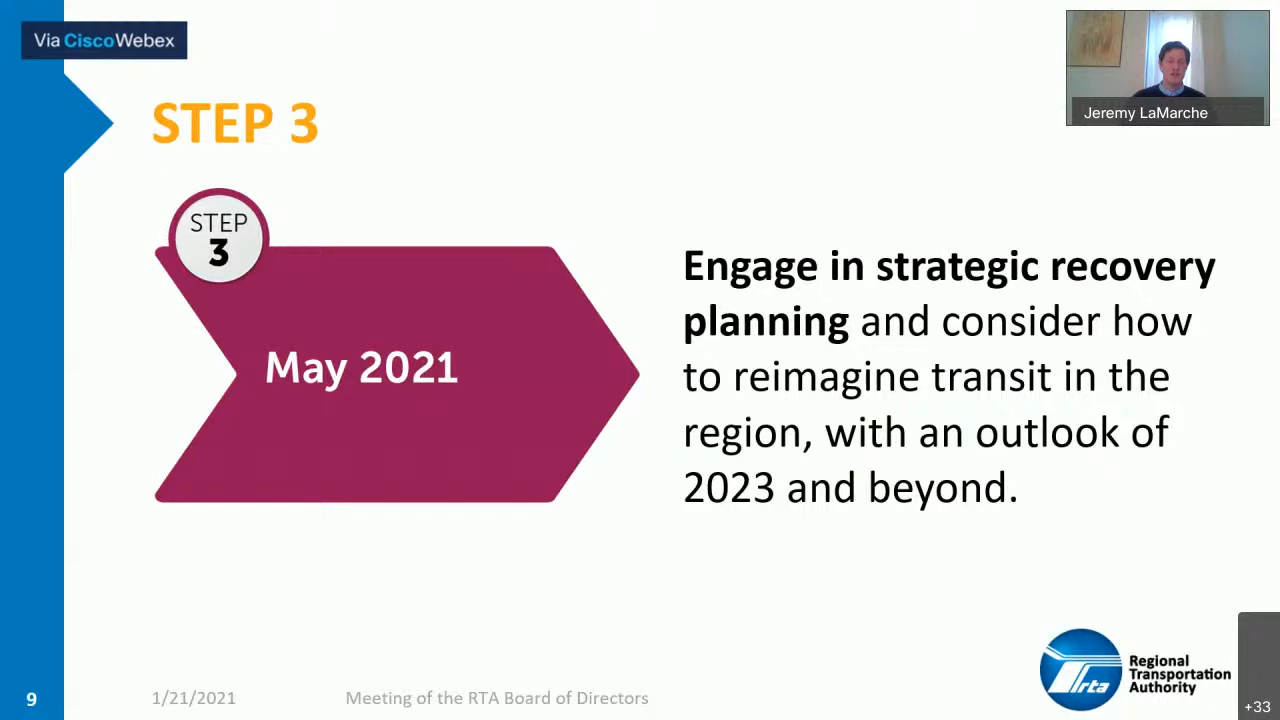 Via CiscoWebex
Jeremy LaMarche
STEP 3
STEP
3
May 2021
Engage in strategic recovery
planning and consider how
to reimagine transit in the
region, with an outlook of
2023 and beyond.
9
1/21/2021
Meeting of the RTA Board of Directors
rta
Regional
Transportation
Authority
+33